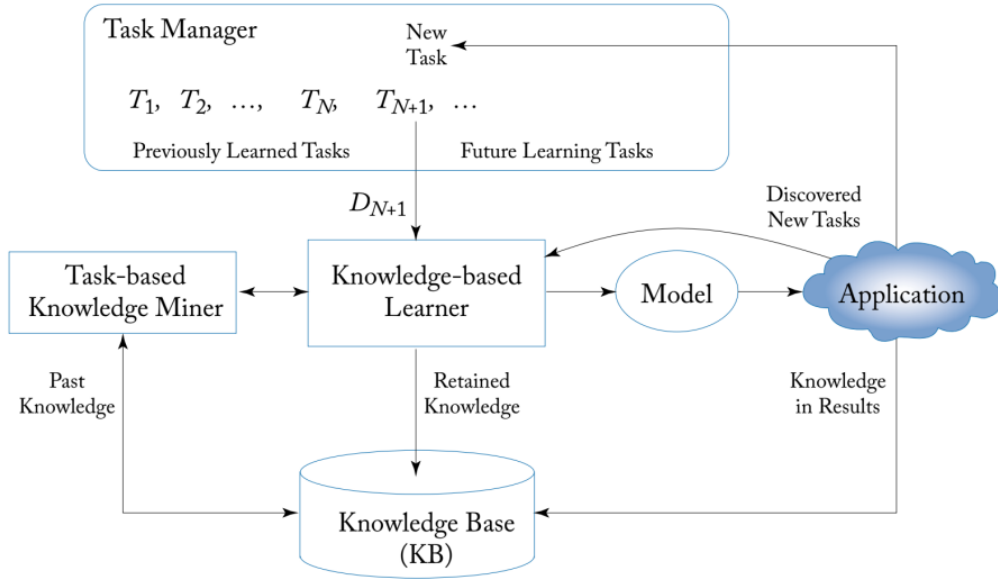 Task Manager
New
Task
T1, T2, …, TN, TN+1, …
Previously Learned Tasks
Future Learning Tasks
DN+1
Discovered
New Tasks
Task-based
Knowledge Miner
Knowledge-based
Learner
Model
Application
Past
Knowledge
Retained
Knowledge
Knowledge
in Results
Knowledge Base
(KB)